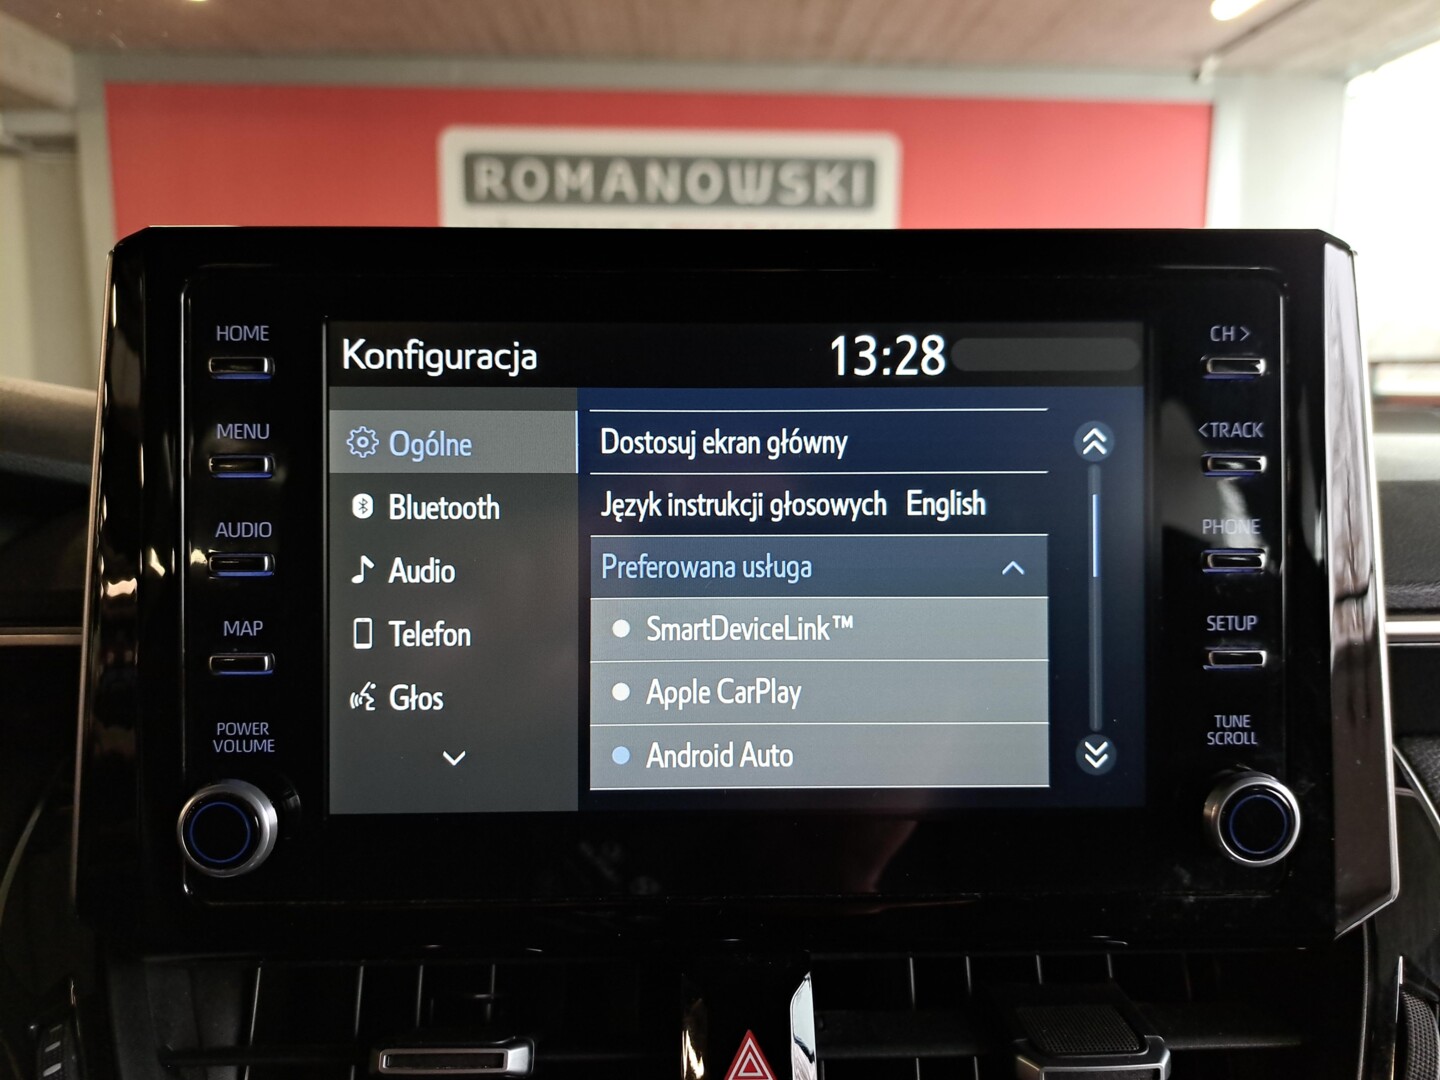 ROMANOWSKI
HOME
MENU
AUDIO
MAP
POWER
VOLUME
Konfiguracja
13:28
Ogólne
Bluetooth
Audio
Telefon
Głos
Dostosuj ekran główny
Język instrukcji głosowych English
Preferowana usługa
SmartDeviceLink™
Apple CarPlay
Android Auto
CH >
<TRACK
PHONE
SETUP
TUNE
SCROLL